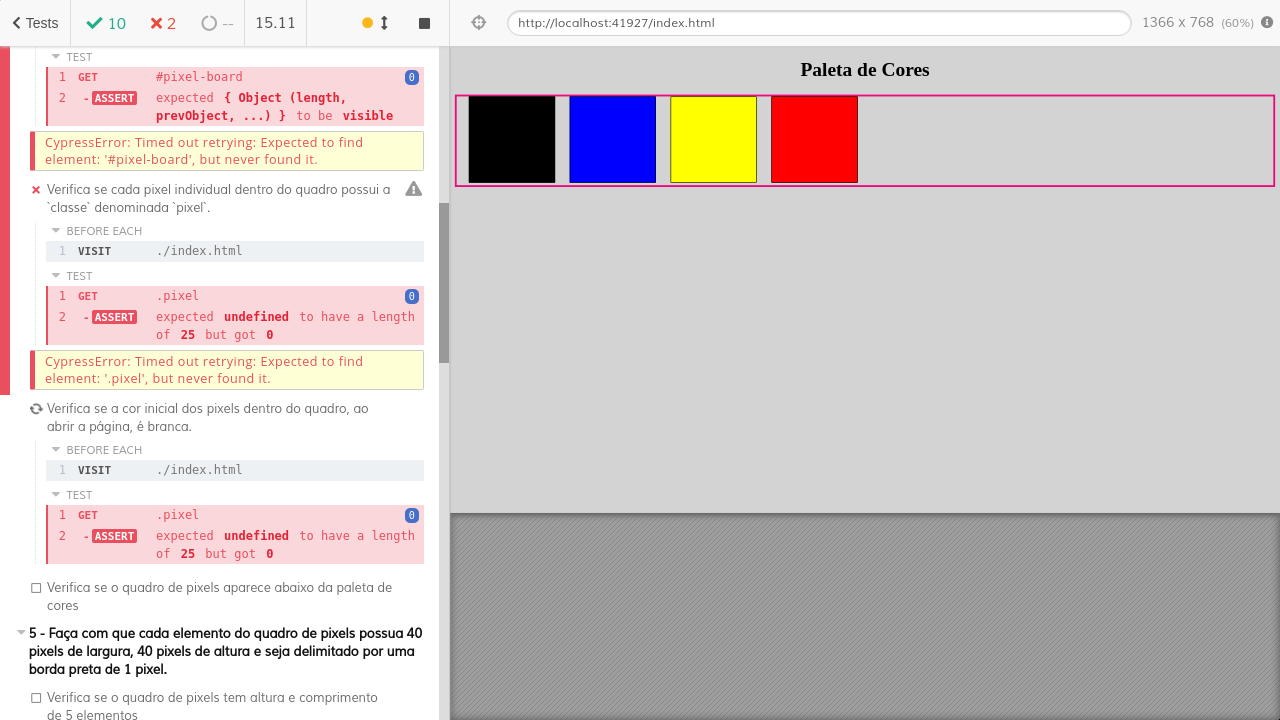 Tests
10
2
--
15.11
http://localhost:41927/index.html
1366 x 768 (60%)
TEST
1 GET #pixel-board 0
2 -ASSERT expected { Object (length,
prevObject, ...) } to be visible
CypressError: Timed out retrying: Expected to find
element: '#pixel-board', but never found it.
Verifica se cada pixel individual dentro do quadro possui a
`classe` denominada `pixel`.
BEFORE EACH
1 VISIT ./index.html
TEST
1 GET .pixel 0
2 -ASSERT expected undefined to have a length
of 25 but got 0
CypressError: Timed out retrying: Expected to find
element: '.pixel', but never found it.
Verifica se a cor inicial dos pixels dentro do quadro, ao
abrir a página, é branca.
BEFORE EACH
1 VISIT ./index.html
TEST
1 GET .pixel 0
2 -ASSERT expected undefined to have a length
of 25 but got 0
Verifica se o quadro de pixels aparece abaixo da paleta de
cores
5 - Faça com que cada elemento do quadro de pixels possua 40
pixels de largura, 40 pixels de altura e seja delimitado por uma
borda preta de 1 pixel.
Verifica se o quadro de pixels tem altura e comprimento
de 5 elementos
Paleta de Cores